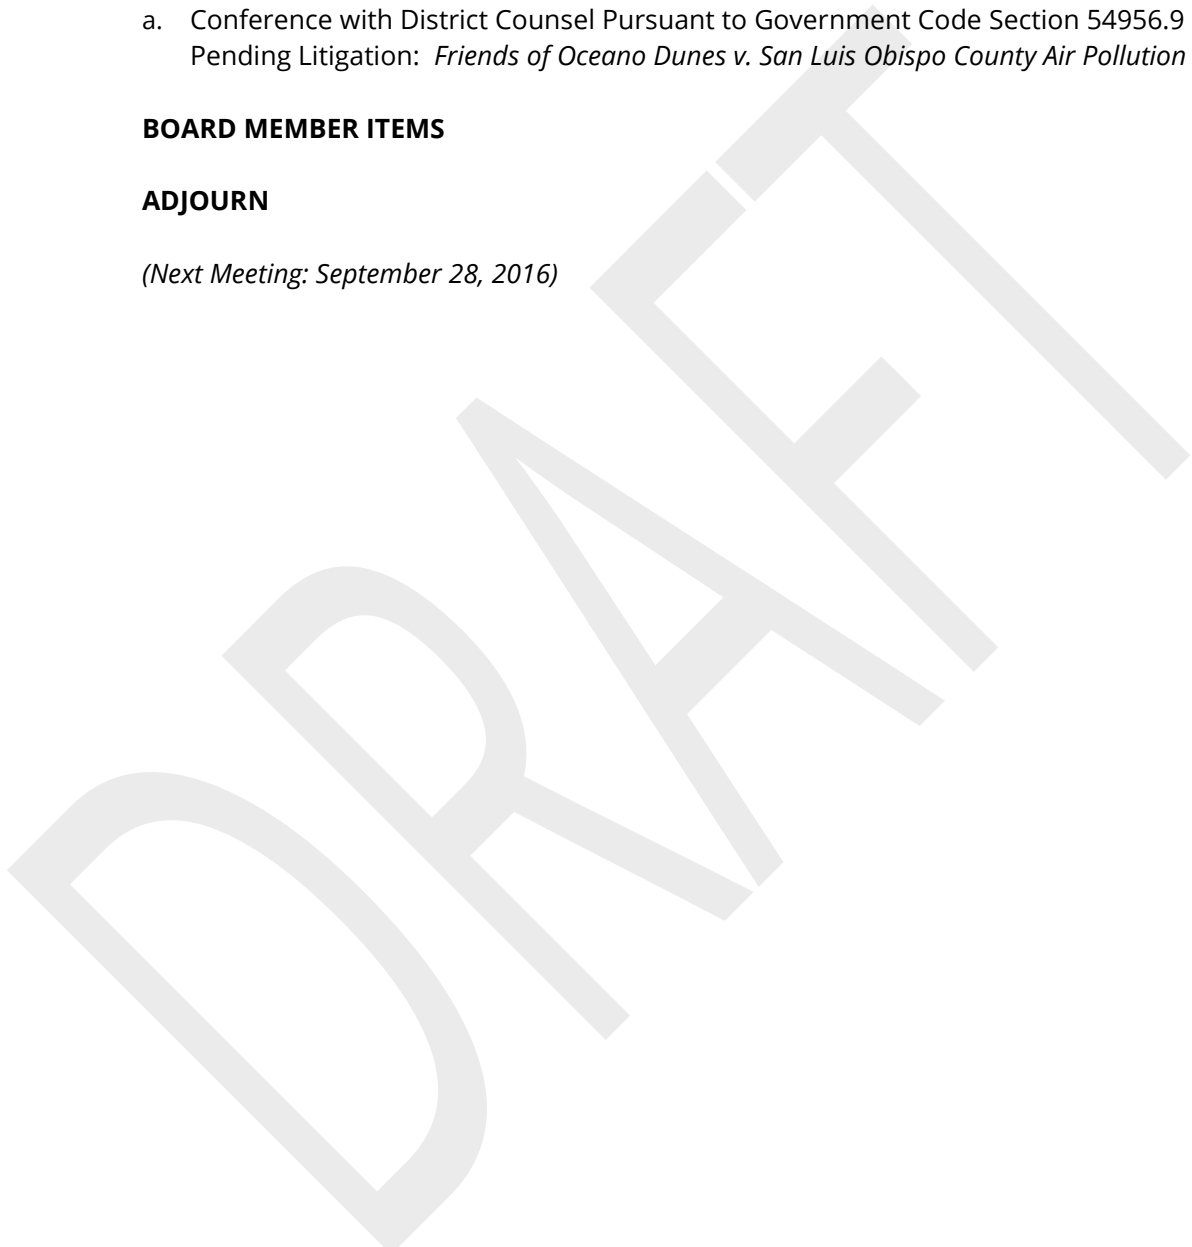 a. Conference with District Counsel Pursuant to Government Code Section 54956.9
Pending Litigation: Friends of Oceano Dunes v. San Luis Obispo County Air Pollution
BOARD MEMBER ITEMS
ADJOURN
(Next Meeting: September 28, 2016)
DRAFT